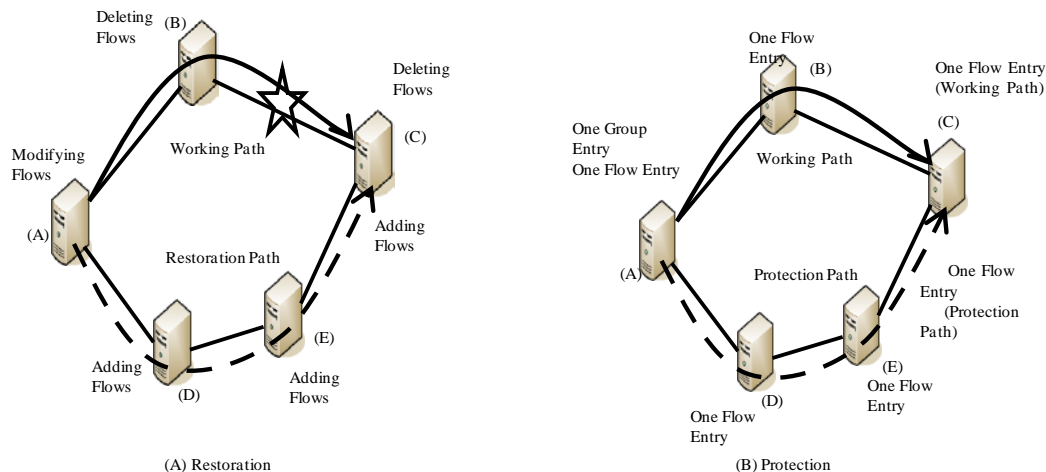 Deleting
Flows
(B)
Deleting
Flows
(C)
Working Path
Modifying
Flows
(A)
Adding
Flows
Restoration Path
(E)
Adding
Flows
(D)
Adding
Flows
(A) Restoration
One Flow
Entry
(B)
One Flow Entry
(Working Path)
(C)
One Group
Entry
One Flow Entry
Working Path
(A)
Protection Path
One Flow
Entry
(Protection
Path)
(E)
One Flow
Entry
(D)
One Flow
Entry
(B) Protection